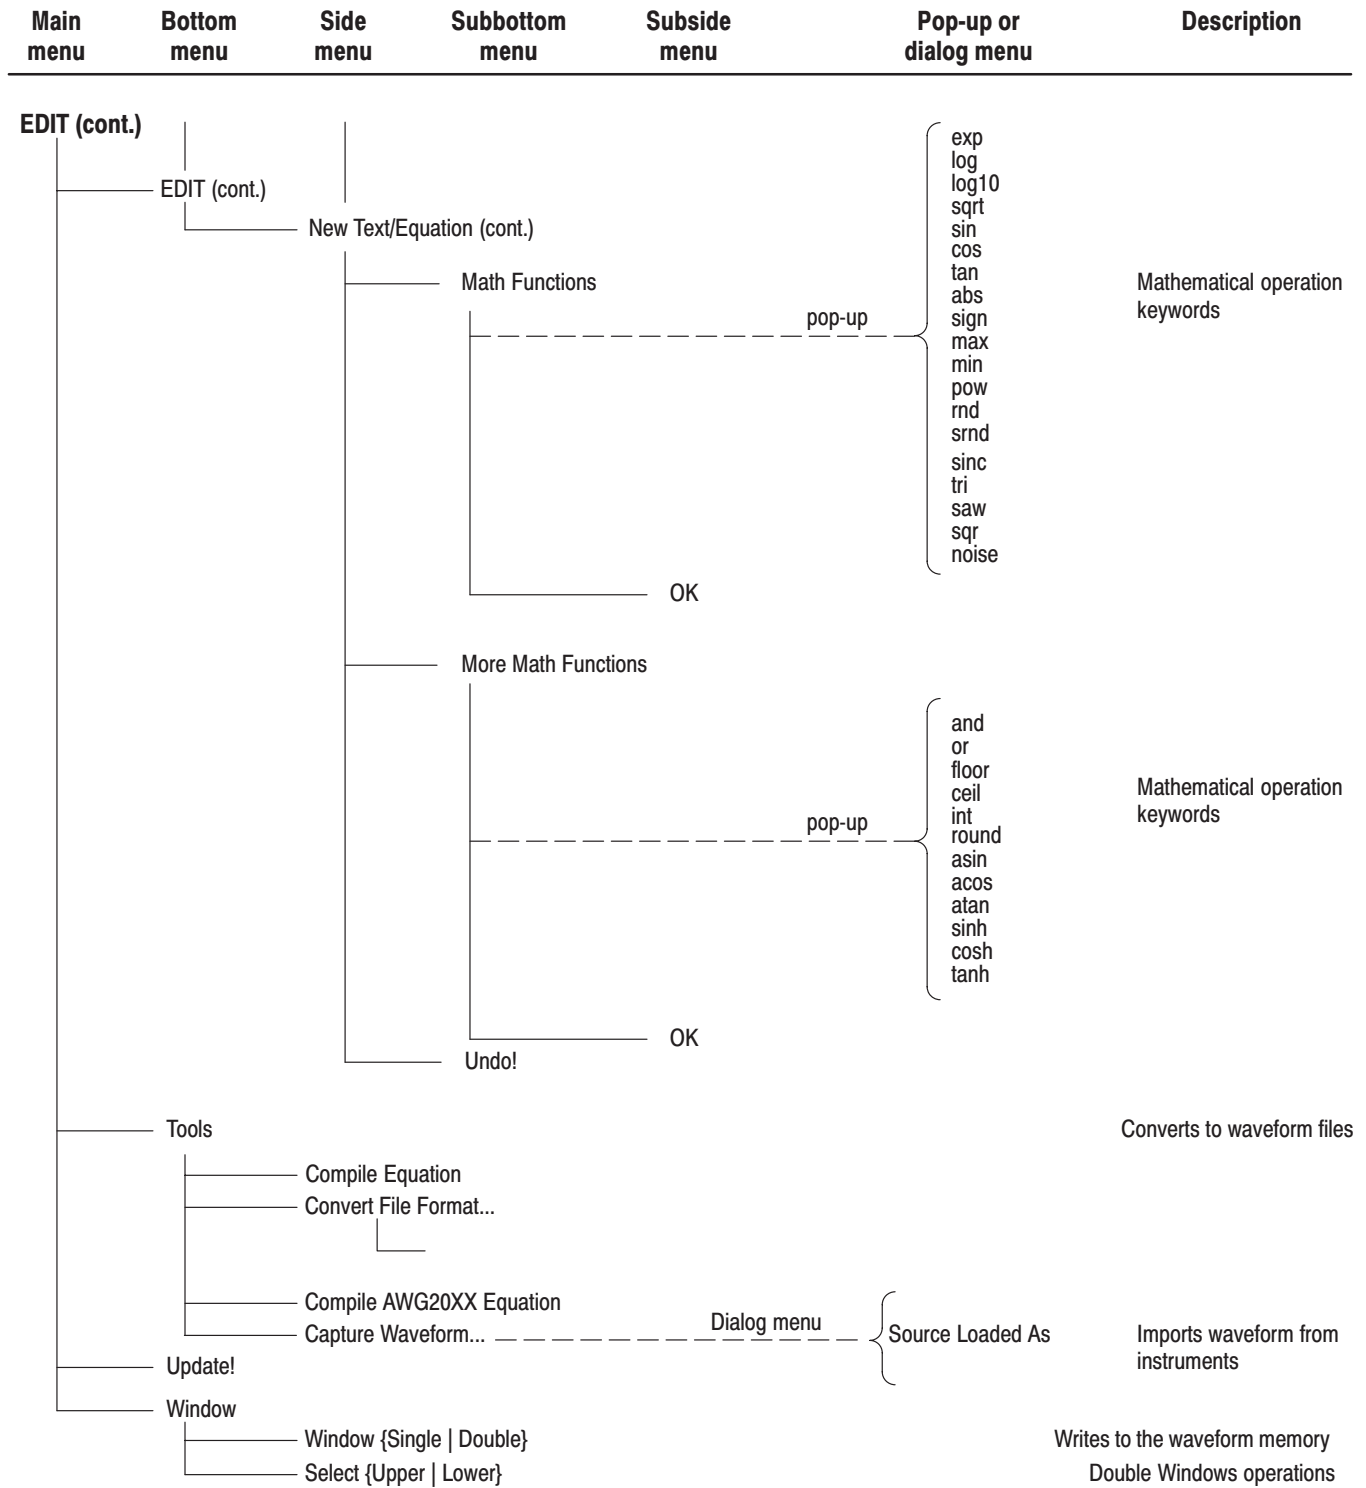 Main menu
Bottom menu
Side menu
Subbottom menu
Subside menu
Pop-up or dialog menu
Description
EDIT (cont.)
EDIT (cont.)
New Text/Equation (cont.)
Math Functions
pop-up
exp
log
log10
sqrt
sin
cos
tan
abs
sign
max
min
pow
rnd
srnd
sinc
tri
saw
sqr
noise
Mathematical operation
keywords
OK
More Math Functions
pop-up
and
or
floor
ceil
int
round
asin
acos
atan
sinh
cosh
tanh
Mathematical operation
keywords
OK
Undo!
Tools
Converts to waveform files
Compile Equation
Convert File Format...
Compile AWG20XX Equation
Capture Waveform...
Dialog menu
Source Loaded As
Imports waveform from
instruments
Update!
Window
Window {Single | Double}
Writes to the waveform memory
Select {Upper | Lower}
Double Windows operations